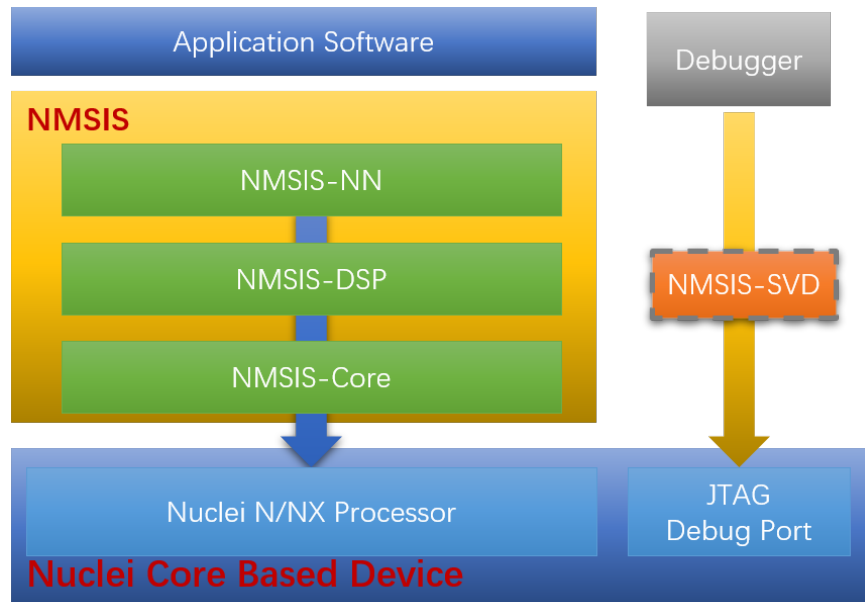 Application Software
Debugger
NMSIS
NMSIS-NN
NMSIS-DSP
NMSIS-SVD
NMSIS-Core
Nuclei N/NX Processor
JTAG
Debug Port
Nuclei Core Based Device